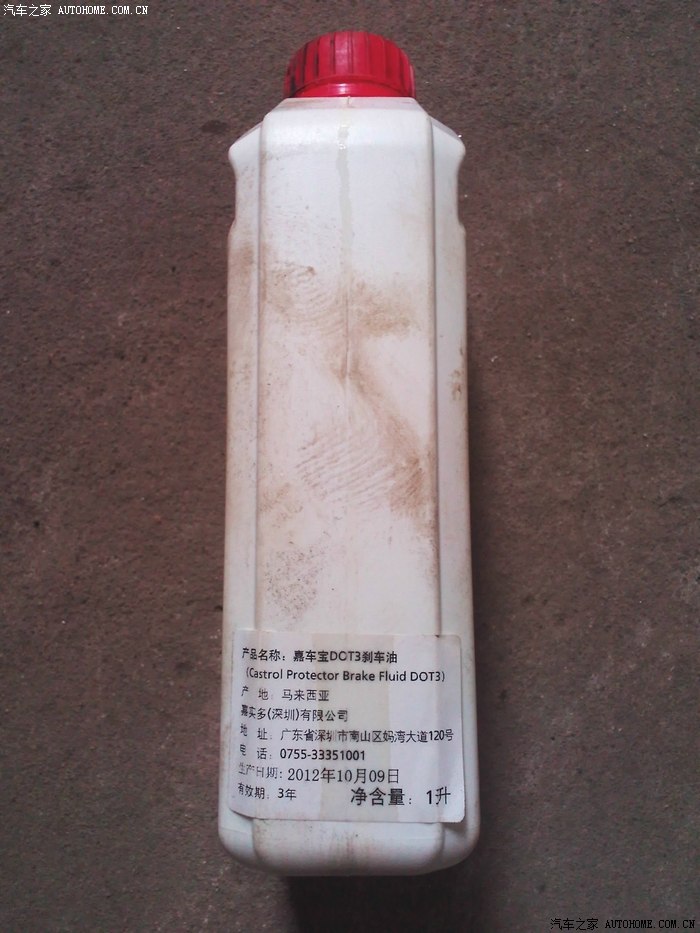 汽车之家 AUTOHOME.COM.CN
产品名称：嘉车宝DOT3刹车油
（Castrol Protector Brake Fluid DOT3）
产 地：马来西亚
嘉实多(深圳)有限公司
地 址：广东省深圳市南山区妈湾大道120号
电 话：0755-33351001
生产日期：2012年10月09日
有效期：3年 净含量：1升
汽车之家 AUTOHOME.COM.CN